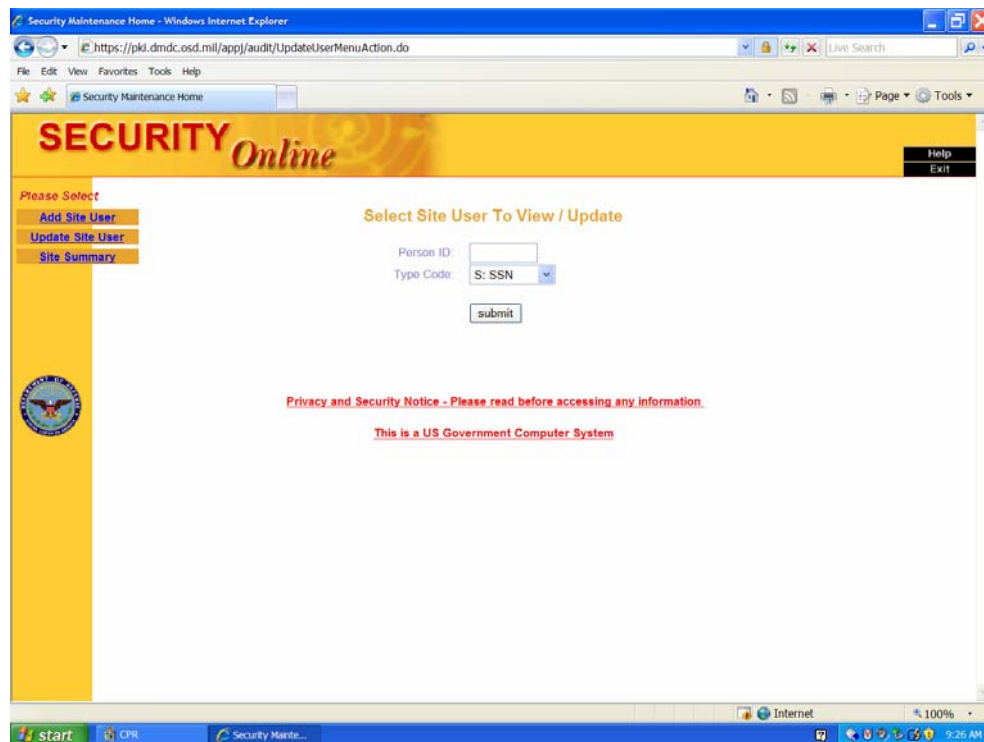 Security Maintenance Home - Windows Internet Explorer
https://pki.dmdc.osd.mil/appj/audit/UpdateUserMenuAction.do
Live Search
File Edit View Favorites Tools Help
Security Maintenance Home
Page Tools
SECURITY Online
Help
Exit
Please Select
Add Site User
Update Site User
Site Summary
Select Site User To View / Update
Person ID:
Type Code: S: SSN
submit
Privacy and Security Notice - Please read before accessing any information.
This is a US Government Computer System
Internet
100%
start
CPR
Security Mainte...
9:26 AM